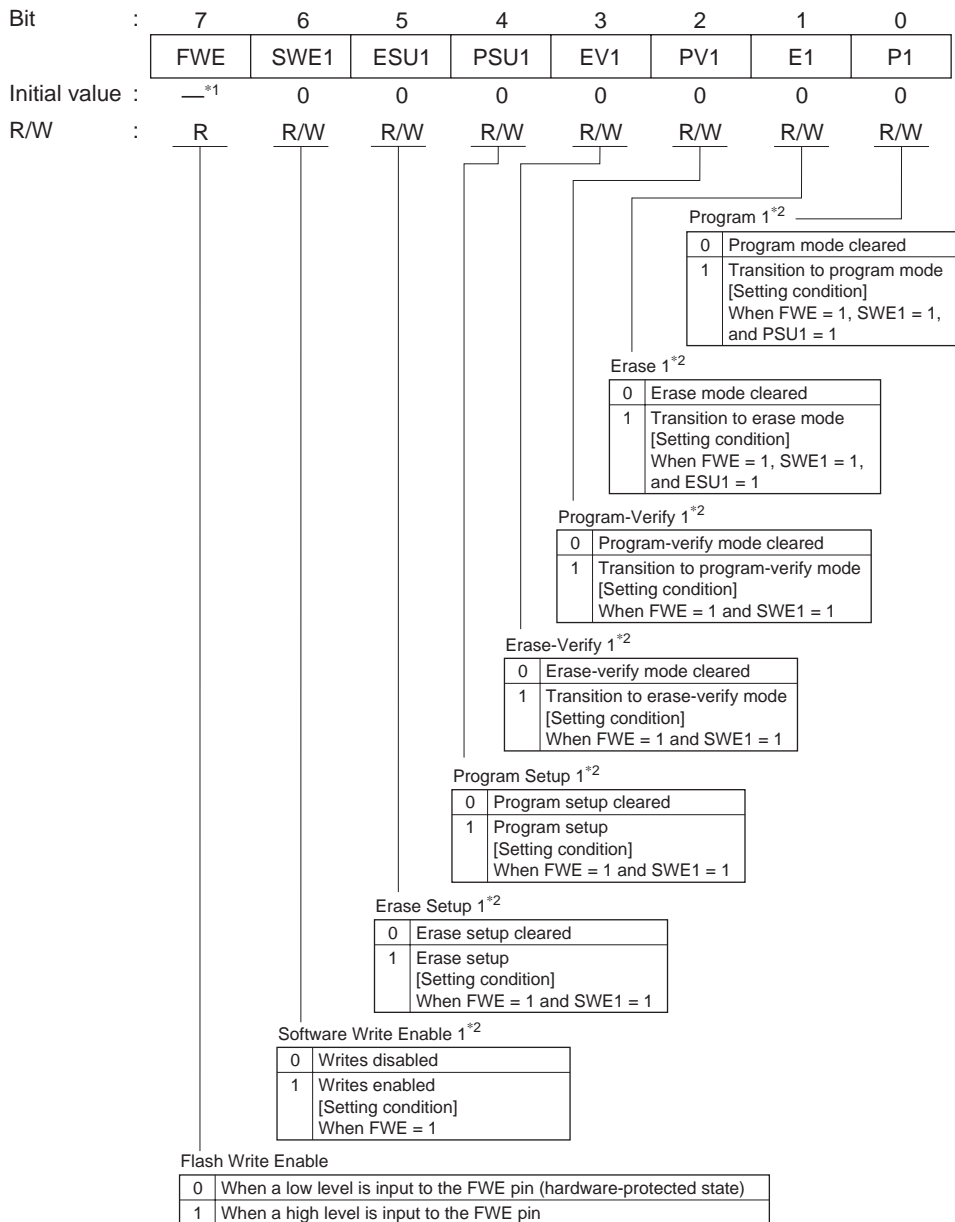 Bit : 7 6 5 4 3 2 1 0
FWE SWE1 ESU1 PSU1 EV1 PV1 E1 P1
Initial value : —*1 0 0 0 0 0 0 0
R/W : R R/W R/W R/W R/W R/W R/W R/W
Program 1*2
0 Program mode cleared
1 Transition to program mode
[Setting condition]
When FWE = 1, SWE1 = 1,
and PSU1 = 1
Erase 1*2
0 Erase mode cleared
1 Transition to erase mode
[Setting condition]
When FWE = 1, SWE1 = 1,
and ESU1 = 1
Program-Verify 1*2
0 Program-verify mode cleared
1 Transition to program-verify mode
[Setting condition]
When FWE = 1 and SWE1 = 1
Erase-Verify 1*2
0 Erase-verify mode cleared
1 Transition to erase-verify mode
[Setting condition]
When FWE = 1 and SWE1 = 1
Program Setup 1*2
0 Program setup cleared
1 Program setup
[Setting condition]
When FWE = 1 and SWE1 = 1
Erase Setup 1*2
0 Erase setup cleared
1 Erase setup
[Setting condition]
When FWE = 1 and SWE1 = 1
Software Write Enable 1*2
0 Writes disabled
1 Writes enabled
[Setting condition]
When FWE = 1
Flash Write Enable
0 When a low level is input to the FWE pin (hardware-protected state)
1 When a high level is input to the FWE pin